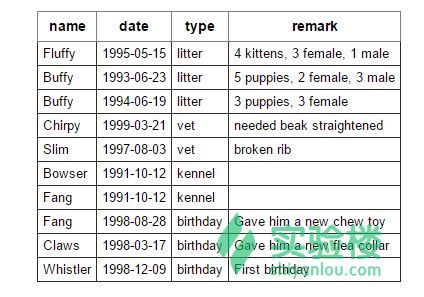 name date type remark
Fluffy 1995-05-15 litter 4 kittens, 3 female, 1 male
Buffy 1993-06-23 litter 5 puppies, 2 female, 3 male
Buffy 1994-06-19 litter 3 puppies, 3 female
Chirpy 1999-03-21 vet needed beak straightened
Slim 1997-08-03 vet broken rib
Bowser 1991-10-12 kennel
Fang 1991-10-12 kennel
Fang 1998-08-28 birthday Gave him a new chew toy
Claws 1998-03-17 birthday Gave him a new flea collar
Whistler 1998-12-09 birthday First birthday
实验楼
shiyanlou.com